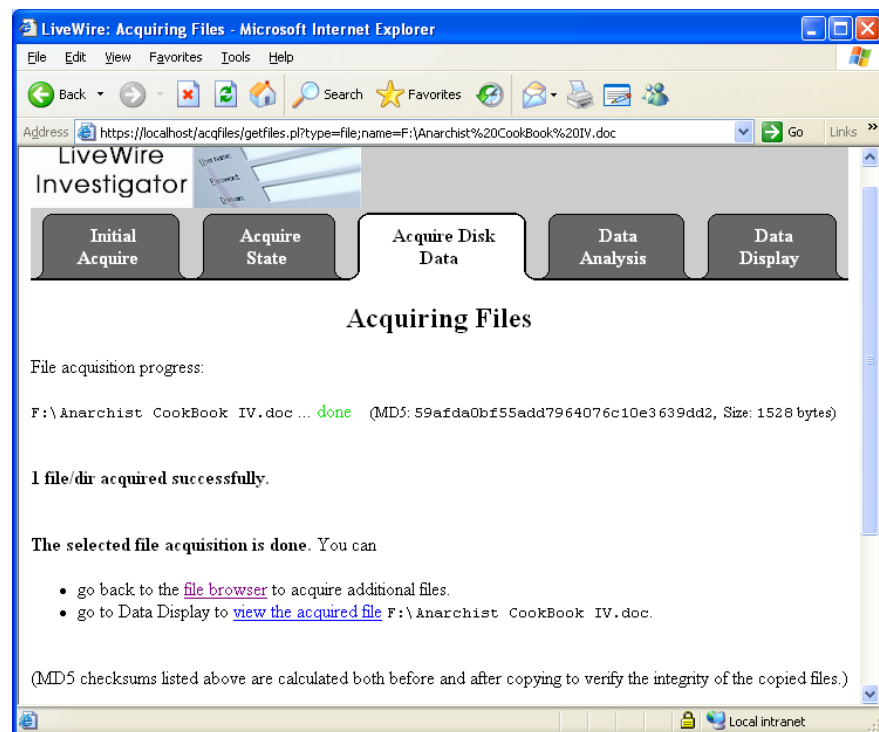 LiveWire: Acquiring Files - Microsoft Internet Explorer
File Edit View Favorites Tools Help
Back Search Favorites
Address https://localhost/acqfiles/getfiles.pl?type=file;name=F:\Anarchist%20CookBook%20IV.doc Go Links »
LiveWire
Investigator
User name:
Password:
Domain:
Initial Acquire
Acquire State
Acquire Disk Data
Data Analysis
Data Display
Acquiring Files
File acquisition progress:
F:\Anarchist CookBook IV.doc ... done (MD5: 59afda0bf55add7964076c10e3639dd2, Size: 1528 bytes)
1 file/dir acquired successfully.
The selected file acquisition is done. You can
• go back to the file browser to acquire additional files.
• go to Data Display to view the acquired file F:\Anarchist CookBook IV.doc.
(MD5 checksums listed above are calculated both before and after copying to verify the integrity of the copied files.)
Local intranet